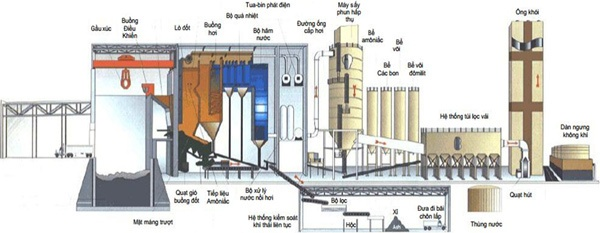 Gầu xúc
Buồng
Điều
Khiển
Lò đốt
Buồng
hơi
Bộ quá nhiệt
Tua-bin phát điện
Bộ hâm
nước
Đường ống
cấp hơi
Máy sấy
phun hấp
thụ
Bể
amôniắc
Bể
Các bon
Bể
vôi
Bể vôi
đômilát
Hệ thống túi lọc vải
Ống khói
Dàn ngưng
không khí
Mặt máng trượt
Quạt gió
buồng đốt
Tiếp liệu
Amôniắc
Bộ xử lý
nước nồi hơi
Hệ thống kiểm soát
khí thải liên tục
Bộ lọc
Hộc
Xỉ
Ash
Đưa đi bãi
chôn lấp
Thùng nước
Quạt hút